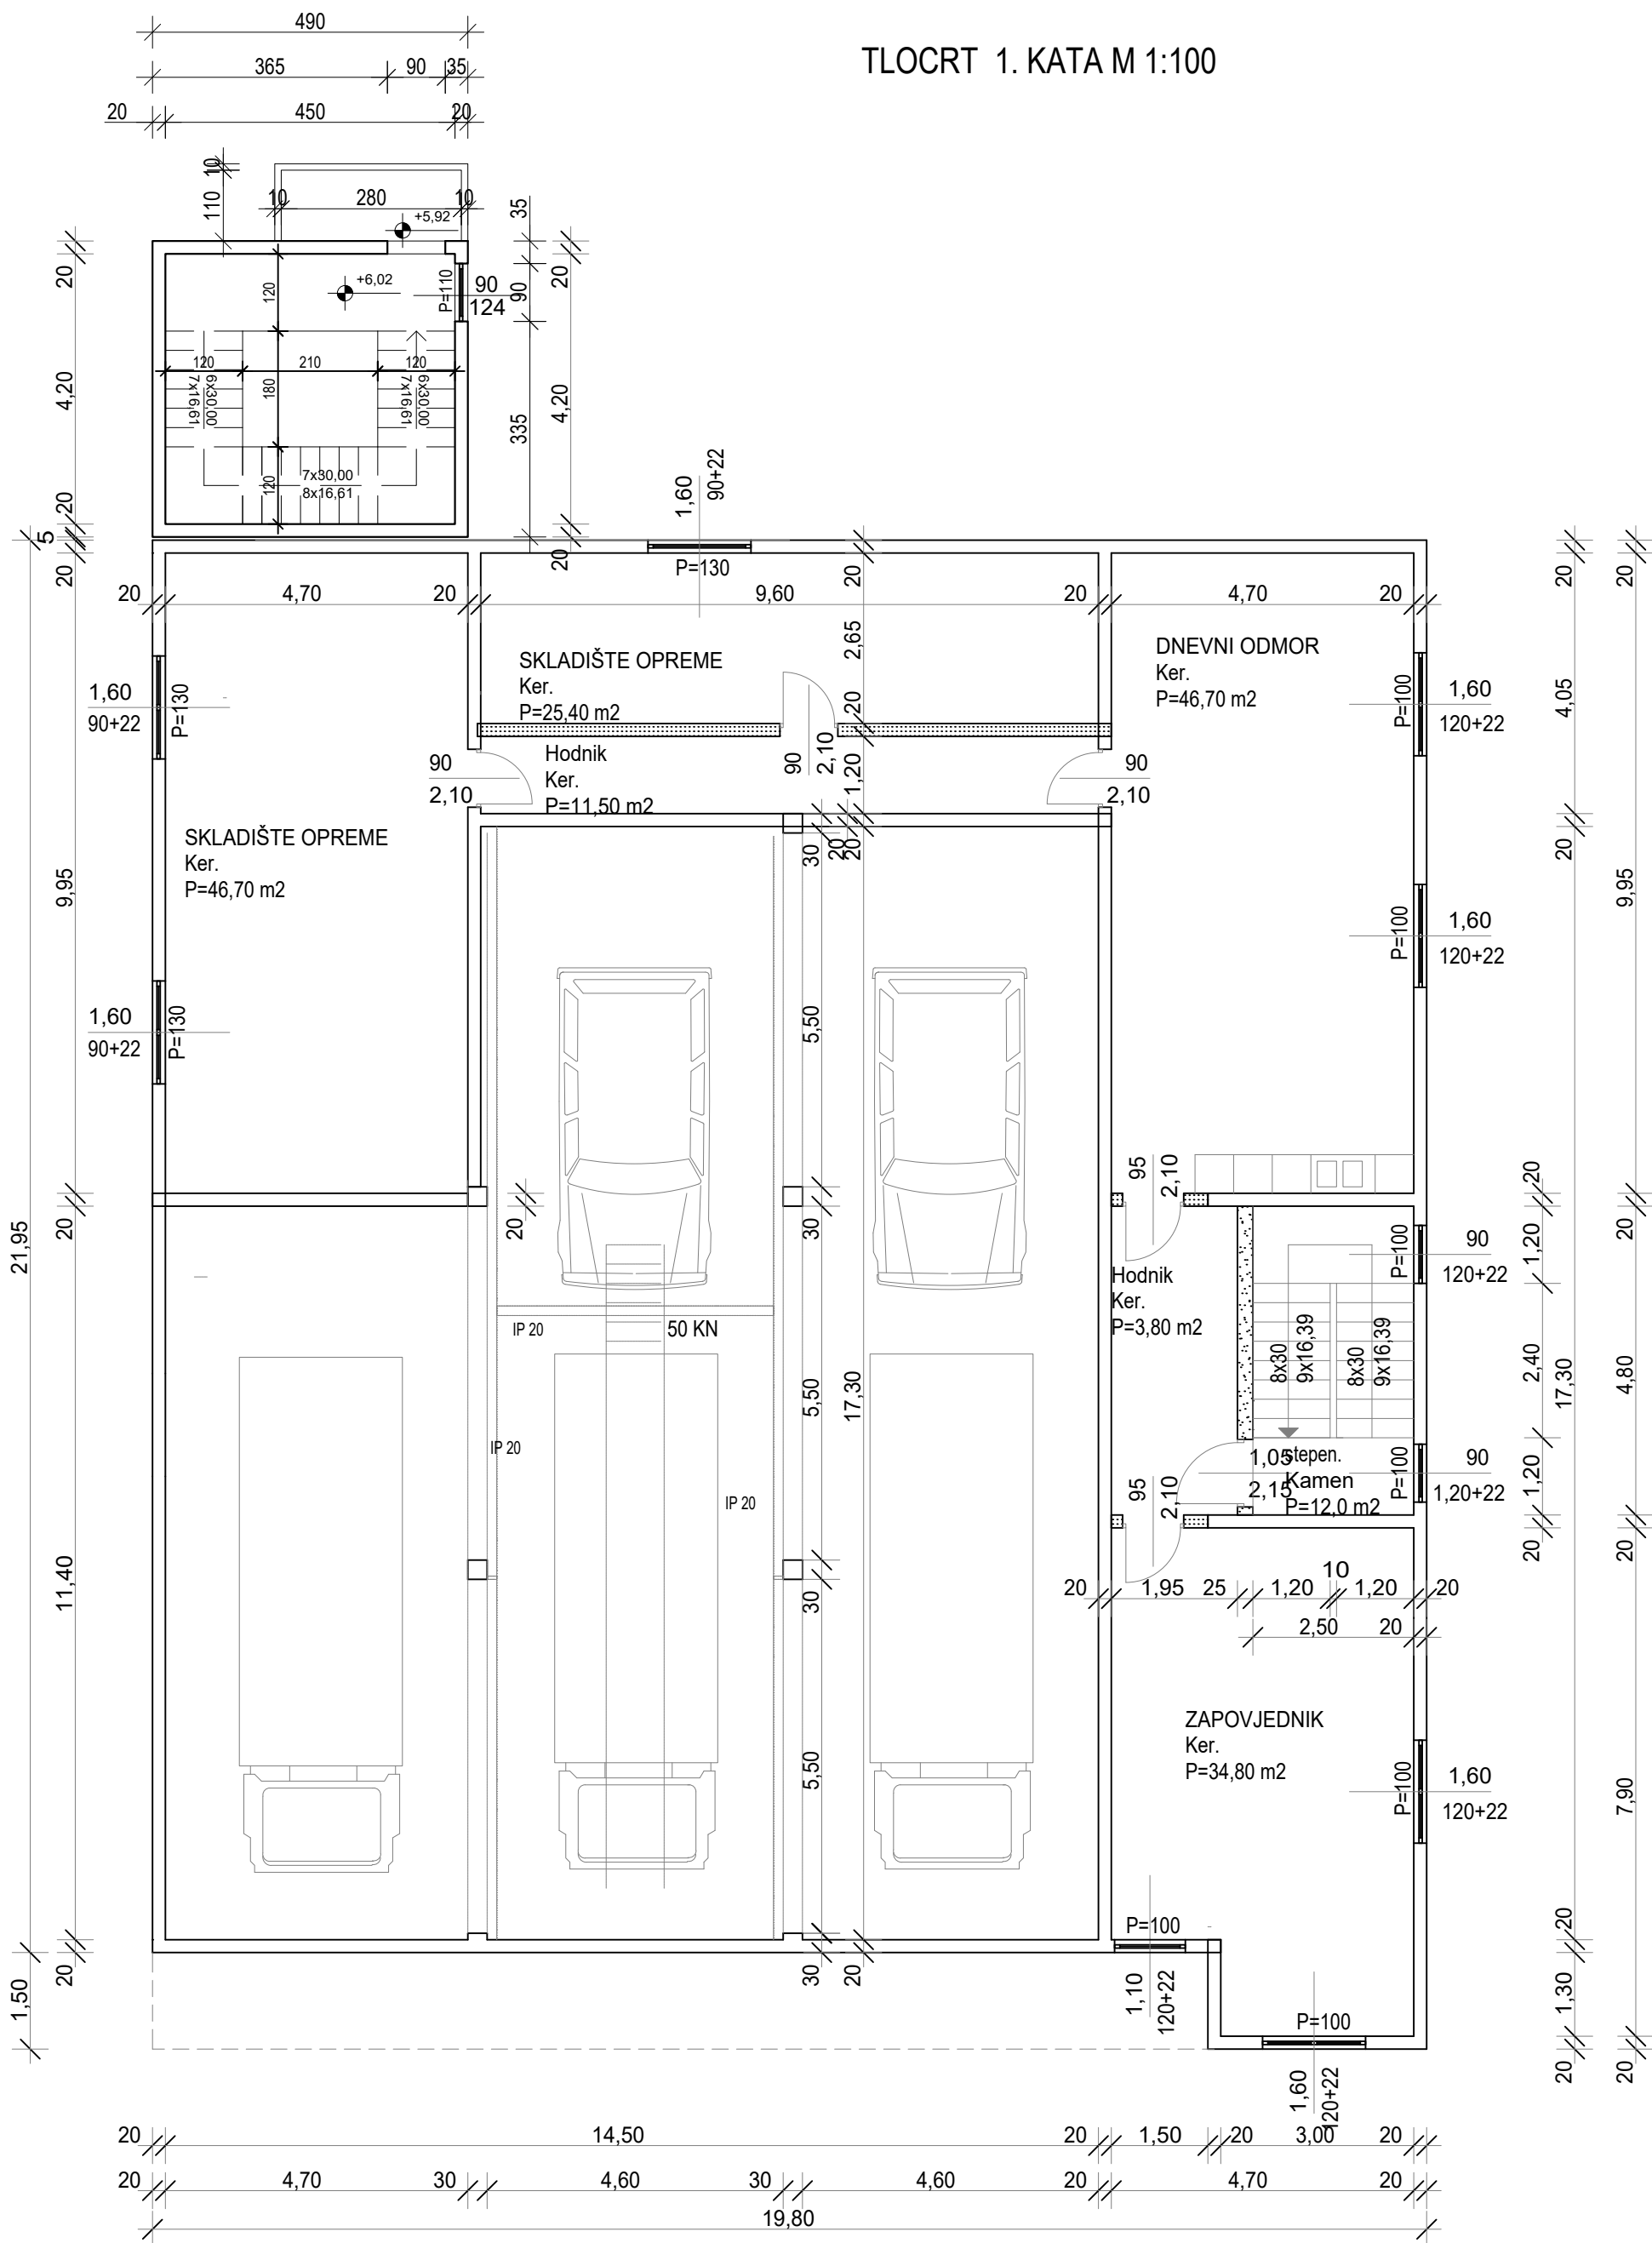 TLOCRT 1. KATA M 1:100
490
365 90 35
20 450 20
10
110
10 280 10
35
+5,92
20
20
120
+6,02
P=110
90
124
90
120 210 120
180
6x30,00
7x16,61
6x30,00
7x16,61
4,20
4,20
335
120
7x30,00
8x16,61
20
5
20
1,60
90+22
P=130
20
20
20
20
20 4,70 20 9,60 20 4,70 20
2,65
SKLADIŠTE OPREME
Ker.
P=25,40 m2
DNEVNI ODMOR
Ker.
P=46,70 m2
1,60
90+22
P=130
20
P=100
1,60
120+22
4,05
Hodnik
Ker.
P=11,50 m2
90
2,10
90
2,10
1,20
90
2,10
SKLADIŠTE OPREME
Ker.
P=46,70 m2
30
20
20
20
9,95
9,95
P=100
1,60
120+22
1,60
90+22
P=130
5,50
95
2,10
20
20
20
30
20
1,20
21,95
P=100
90
120+22
Hodnik
Ker.
P=3,80 m2
IP 20
50 KN
8x30
9x16,39
8x30
9x16,39
2,40
17,30
4,80
5,50
17,30
IP 20
IP 20
95
2,10
1,05
2,15
stepen.
Kamen
P=12,0 m2
P=100
90
1,20+22
1,20
20
20
11,40
30
10
20 1,95 25 1,20 1,20 20
2,50 20
ZAPOVJEDNIK
Ker.
P=34,80 m2
5,50
P=100
1,60
120+22
7,90
P=100
20
1,50
20
30
20
1,10
120+22
1,30
P=100
1,60
120+22
20
20
20 14,50 20 1,50 20 3,00 20
20 4,70 30 4,60 30 4,60 20 4,70 20
19,80